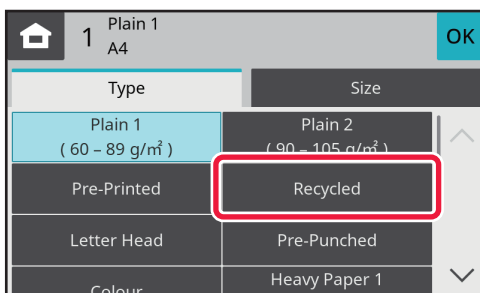 1 Plain 1
A4
OK
Type Size
Plain 1 Plain 2
( 60 – 89 g/㎡ ) ( 90 – 105 g/㎡ )
Pre-Printed Recycled
Letter Head Pre-Punched
Colour Heavy Paper 1